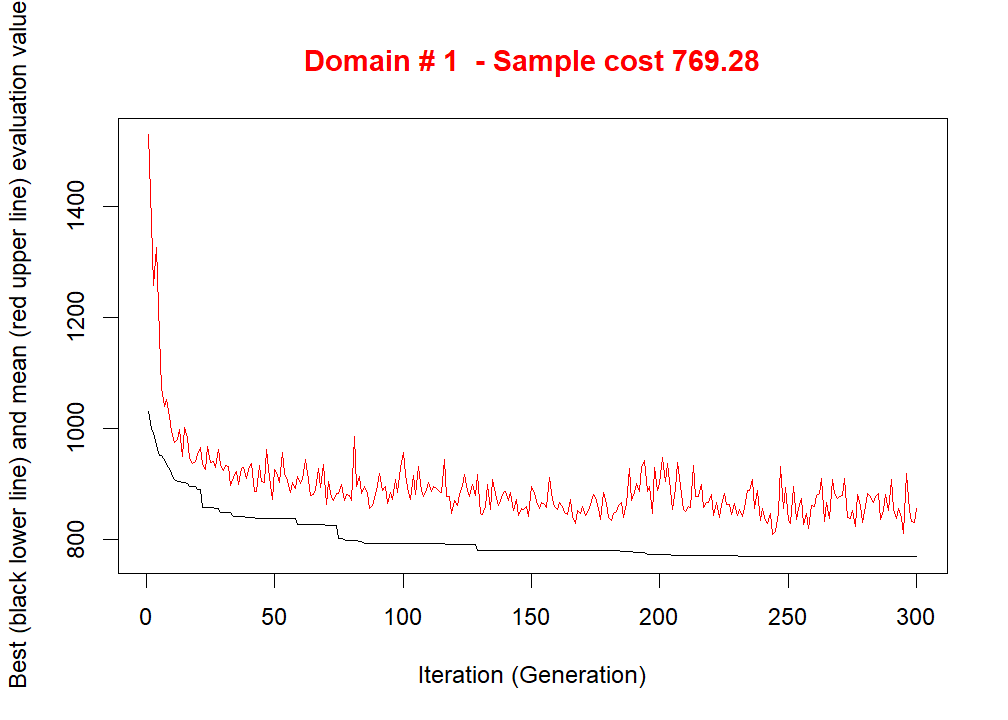 Domain # 1  - Sample cost 769.28
Best (black lower line) and mean (red upper line) evaluation value
1400
1200
1000
800
0 50 100 150 200 250 300
Iteration (Generation)